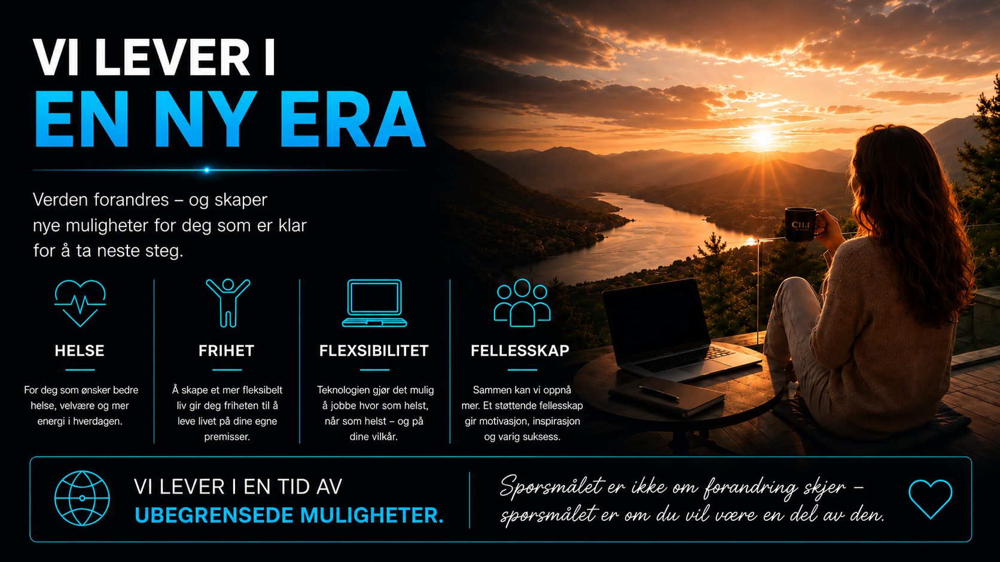 VI LEVER I
EN NY ERA
Verden forandres – og skaper
nye muligheter for deg som er klar
for å ta neste steg.
HELSE
For deg som ønsker bedre
helse, velvære og mer
energi i hverdagen.
FRIHET
Å skape et mer fleksibelt
liv gir deg friheten til å
leve livet på dine egne
premisser.
FLEXSIBILITET
Teknologien gjør det mulig
å jobbe hvor som helst,
når som helst – og på
dine vilkår.
FELLESSKAP
Sammen kan vi oppnå
mer. Et støttende fellesskap
gir motivasjon, inspirasjon
og varig suksess.
CILI
VI LEVER I EN TID AV
UBEGRENSEDE MULIGHETER.
Spørsmålet er ikke om forandring skjer –
spørsmålet er om du vil være en del av den.